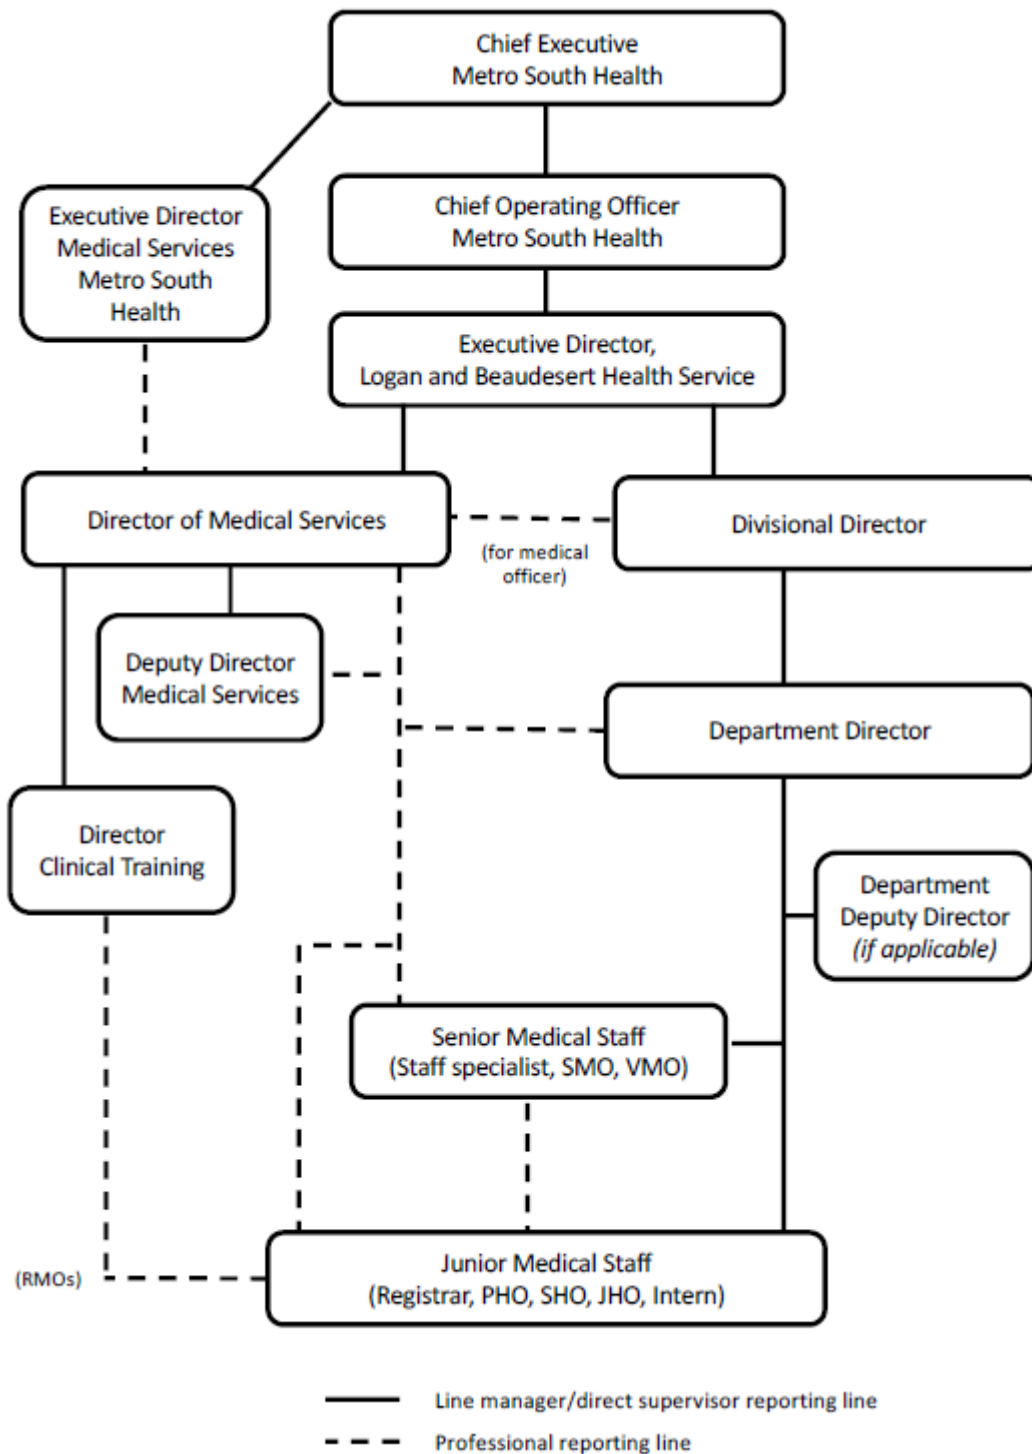 Chief Executive
Metro South Health
Executive Director
Medical Services
Metro South
Health
Chief Operating Officer
Metro South Health
Executive Director,
Logan and Beaudesert Health Service
Director of Medical Services
(for medical
officer)
Divisional Director
Deputy Director
Medical Services
Department Director
Director
Clinical Training
Department
Deputy Director
(if applicable)
Senior Medical Staff
(Staff specialist, SMO, VMO)
(RMOs)
Junior Medical Staff
(Registrar, PHO, SHO, JHO, Intern)
Line manager/direct supervisor reporting line
Professional reporting line